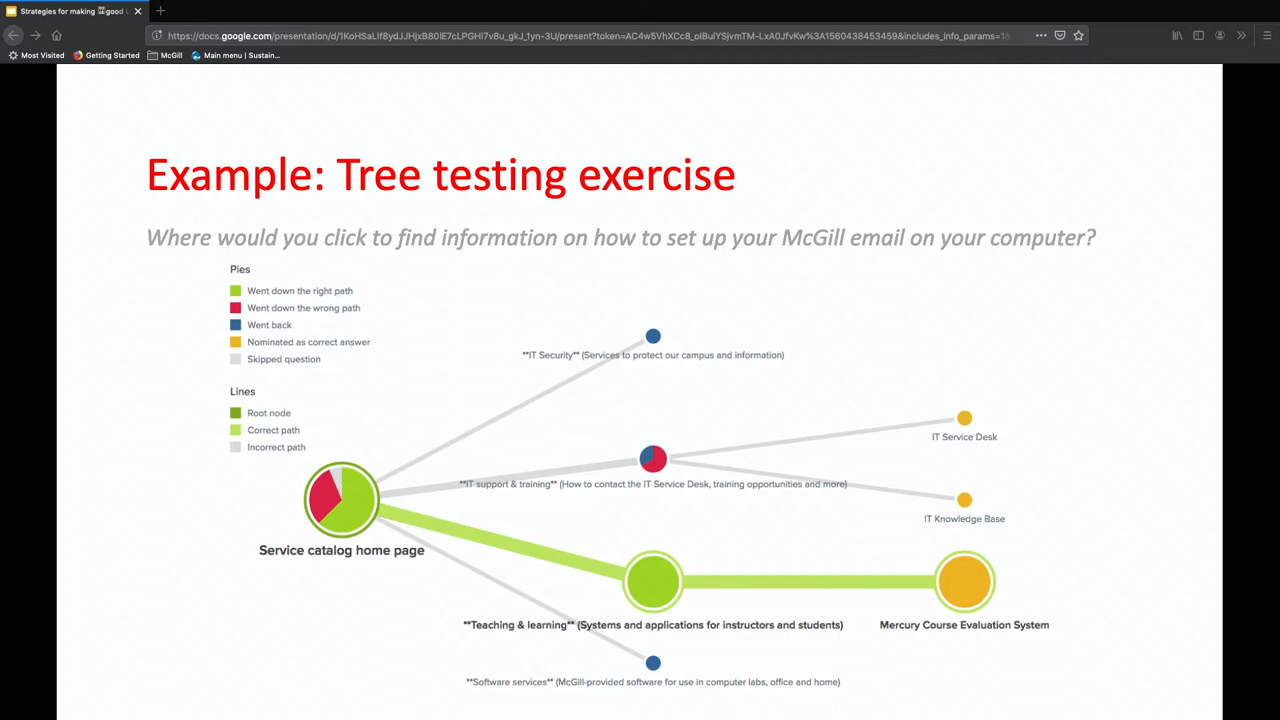 Strategies for making good L
https://docs.google.com/presentation/d/1KoHSaLIf8ydJJHjxB80lE7cLPGHI7v8u_gkJ_1yn-3U/present?token=AC4w5VhXCc8_oIBulYSjvmTM-LxA0JfvKw%3A1560438453459&includes_info_params=1&
Most Visited Getting Started McGill Main menu | Sustain...
Example: Tree testing exercise
Where would you click to find information on how to set up your McGill email on your computer?
Pies
Went down the right path
Went down the wrong path
Went back
Nominated as correct answer
Skipped question
Lines
Root node
Correct path
Incorrect path
**IT Security** (Services to protect our campus and information)
IT Service Desk
**IT support & training** (How to contact the IT Service Desk, training opportunities and more)
IT Knowledge Base
Service catalog home page
**Teaching & learning** (Systems and applications for instructors and students)
Mercury Course Evaluation System
**Software services** (McGill-provided software for use in computer labs, office and home)